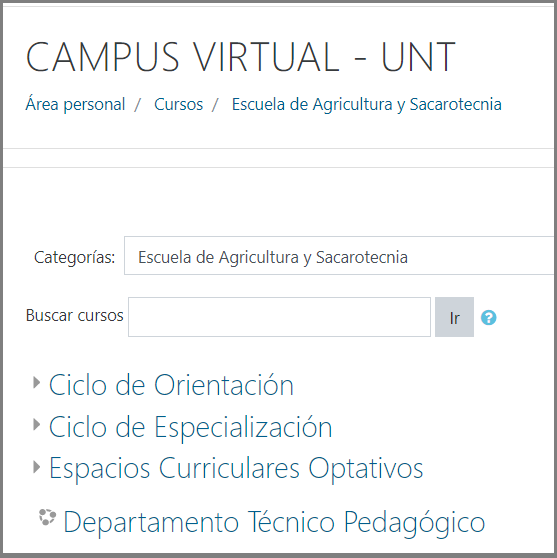 CAMPUS VIRTUAL - UNT
Área personal / Cursos / Escuela de Agricultura y Sacarotecnia
Categorías: Escuela de Agricultura y Sacarotecnia
Buscar cursos Ir ?
Ciclo de Orientación
Ciclo de Especialización
Espacios Curriculares Optativos
Departamento Técnico Pedagógico